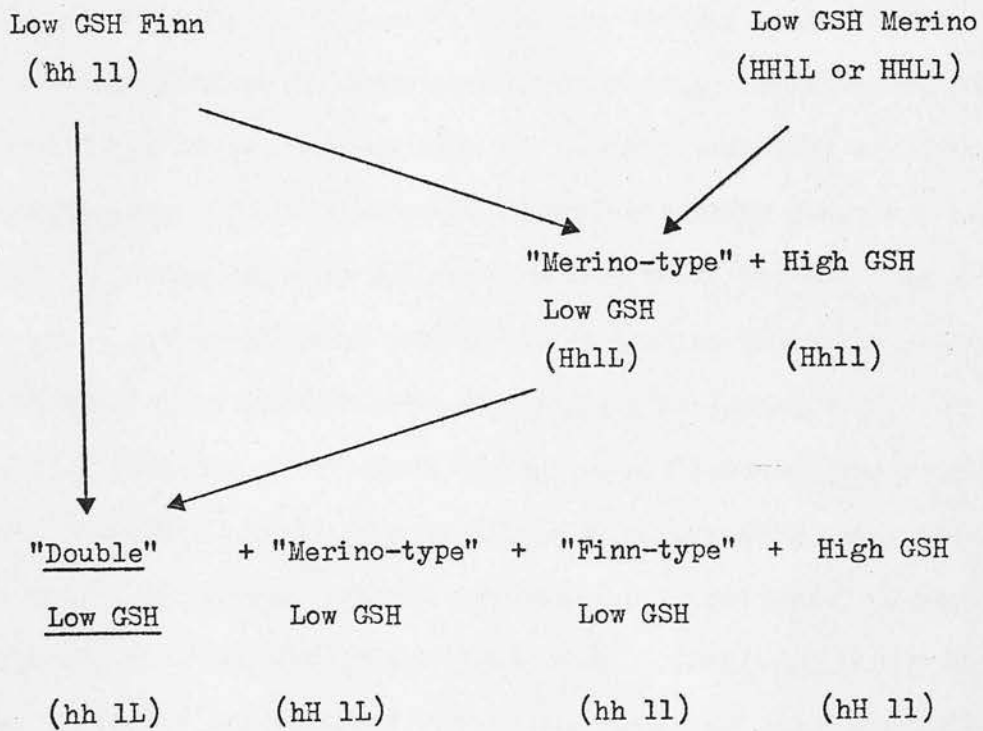 Low GSH Finn Low GSH Merino
(hh ll) (HHlL or HHLl)
"Merino-type" + High GSH
Low GSH
(HhlL) (Hhll)
"Double" + "Merino-type" + "Finn-type" + High GSH
Low GSH Low GSH Low GSH
(hh lL) (hH lL) (hh ll) (hH ll)